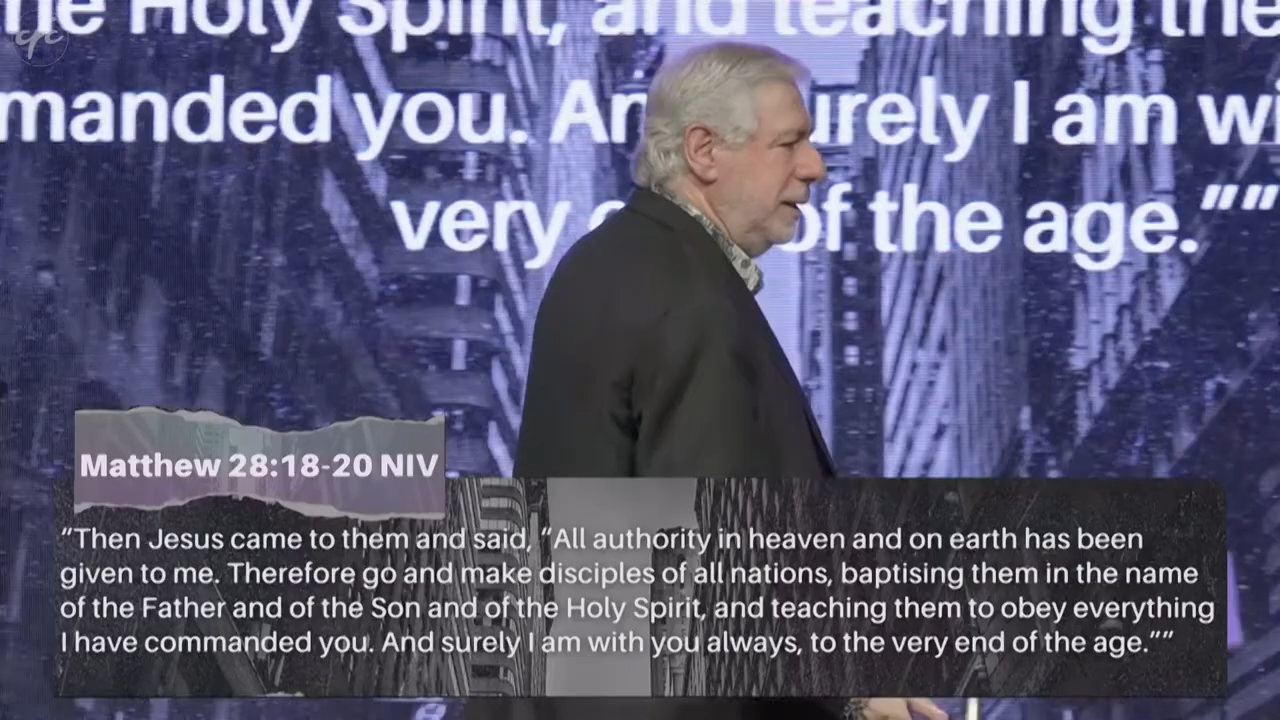 he Holy Spirit, and teaching the
manded you. An urely I am wi
very of the age.””
Matthew 28:18-20 NIV
“Then Jesus came to them and said, “All authority in heaven and on earth has been
given to me. Therefore go and make disciples of all nations, baptising them in the name
of the Father and of the Son and of the Holy Spirit, and teaching them to obey everything
I have commanded you. And surely I am with you always, to the very end of the age.””